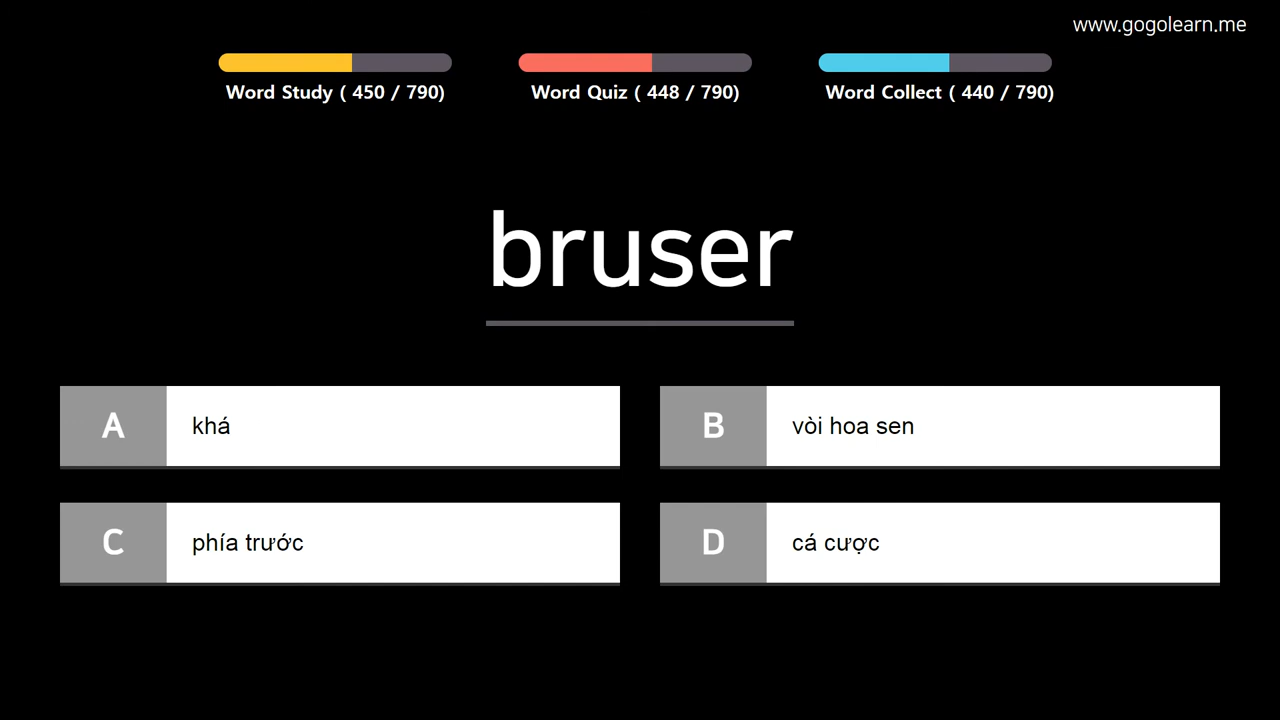 www.gogolearn.me
Word Study ( 450 / 790)
Word Quiz ( 448 / 790)
Word Collect ( 440 / 790)
bruser
A khá
B vòi hoa sen
C phía trước
D cá cược